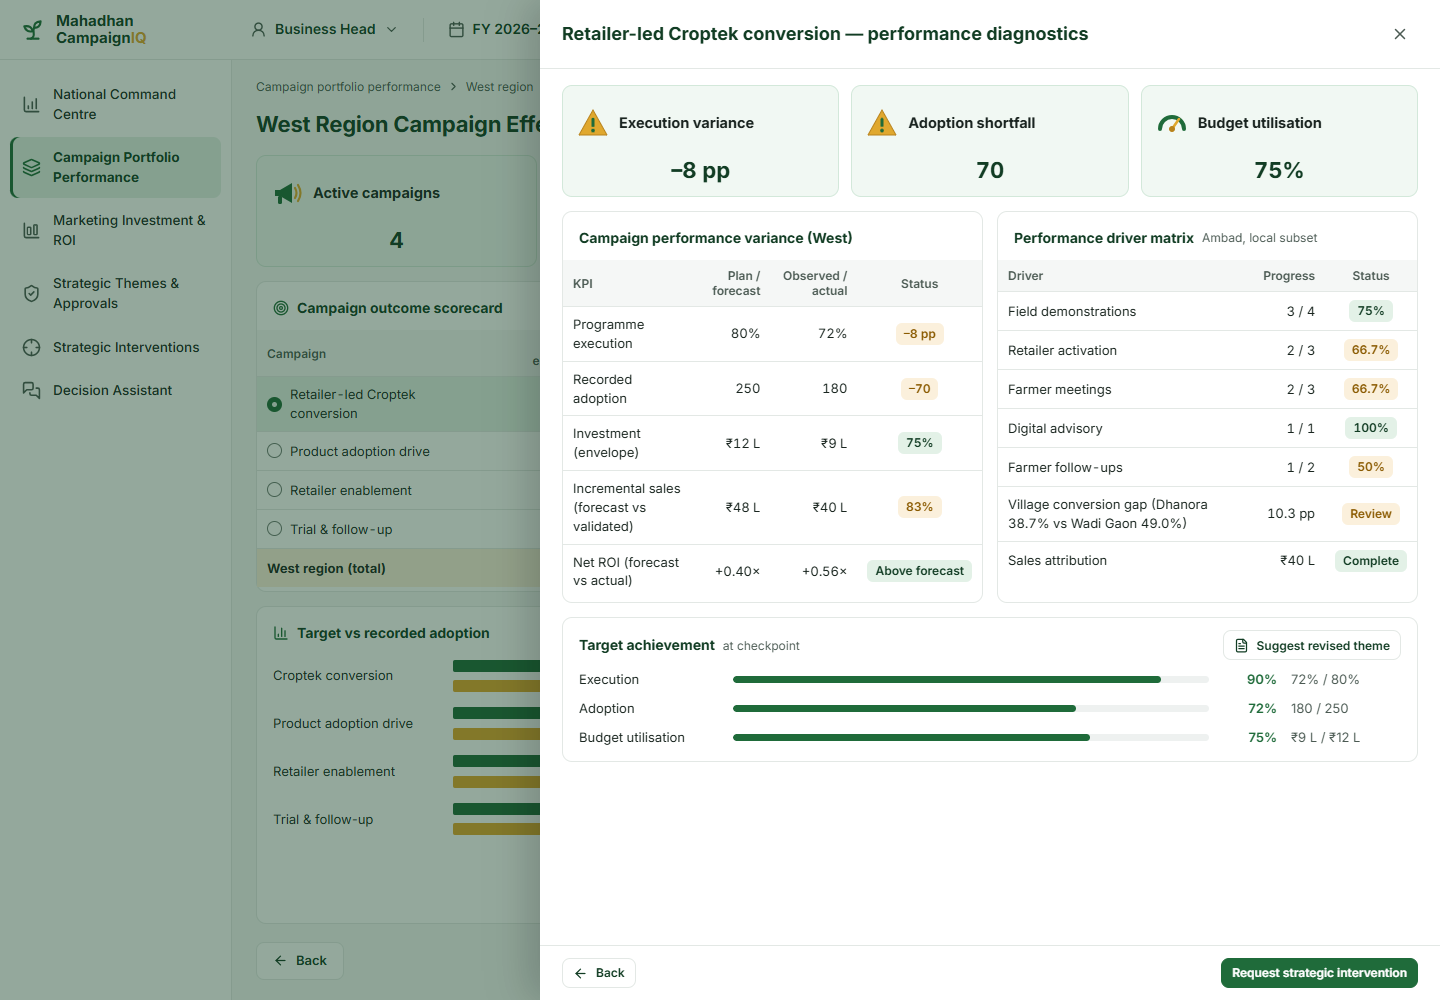 Mahadhan
CampaignIQ
Business Head
FY 2026–2
National Command
Centre
Campaign Portfolio
Performance
Marketing Investment &
ROI
Strategic Themes &
Approvals
Strategic Interventions
Decision Assistant
Campaign portfolio performance > West region
West Region Campaign Effe
Active campaigns
4
Campaign outcome scorecard
Campaign
e
Retailer-led Croptek
conversion
Product adoption drive
Retailer enablement
Trial & follow-up
West region (total)
Target vs recorded adoption
Croptek conversion
Product adoption drive
Retailer enablement
Trial & follow-up
Back
Retailer-led Croptek conversion — performance diagnostics
Execution variance
–8 pp
Adoption shortfall
70
Budget utilisation
75%
Campaign performance variance (West)
KPI
Plan /
forecast
Observed /
actual
Status
Programme
execution
80%
72%
–8 pp
Recorded
adoption
250
180
–70
Investment
(envelope)
₹12 L
₹9 L
75%
Incremental sales
(forecast vs
validated)
₹48 L
₹40 L
83%
Net ROI (forecast
vs actual)
+0.40×
+0.56×
Above forecast
Performance driver matrix Ambad, local subset
Driver Progress Status
Field demonstrations 3 / 4 75%
Retailer activation 2 / 3 66.7%
Farmer meetings 2 / 3 66.7%
Digital advisory 1 / 1 100%
Farmer follow-ups 1 / 2 50%
Village conversion gap (Dhanora
38.7% vs Wadi Gaon 49.0%)
10.3 pp
Review
Sales attribution ₹40 L Complete
Target achievement at checkpoint
Suggest revised theme
Execution 90% 72% / 80%
Adoption 72% 180 / 250
Budget utilisation 75% ₹9 L / ₹12 L
Back
Request strategic intervention